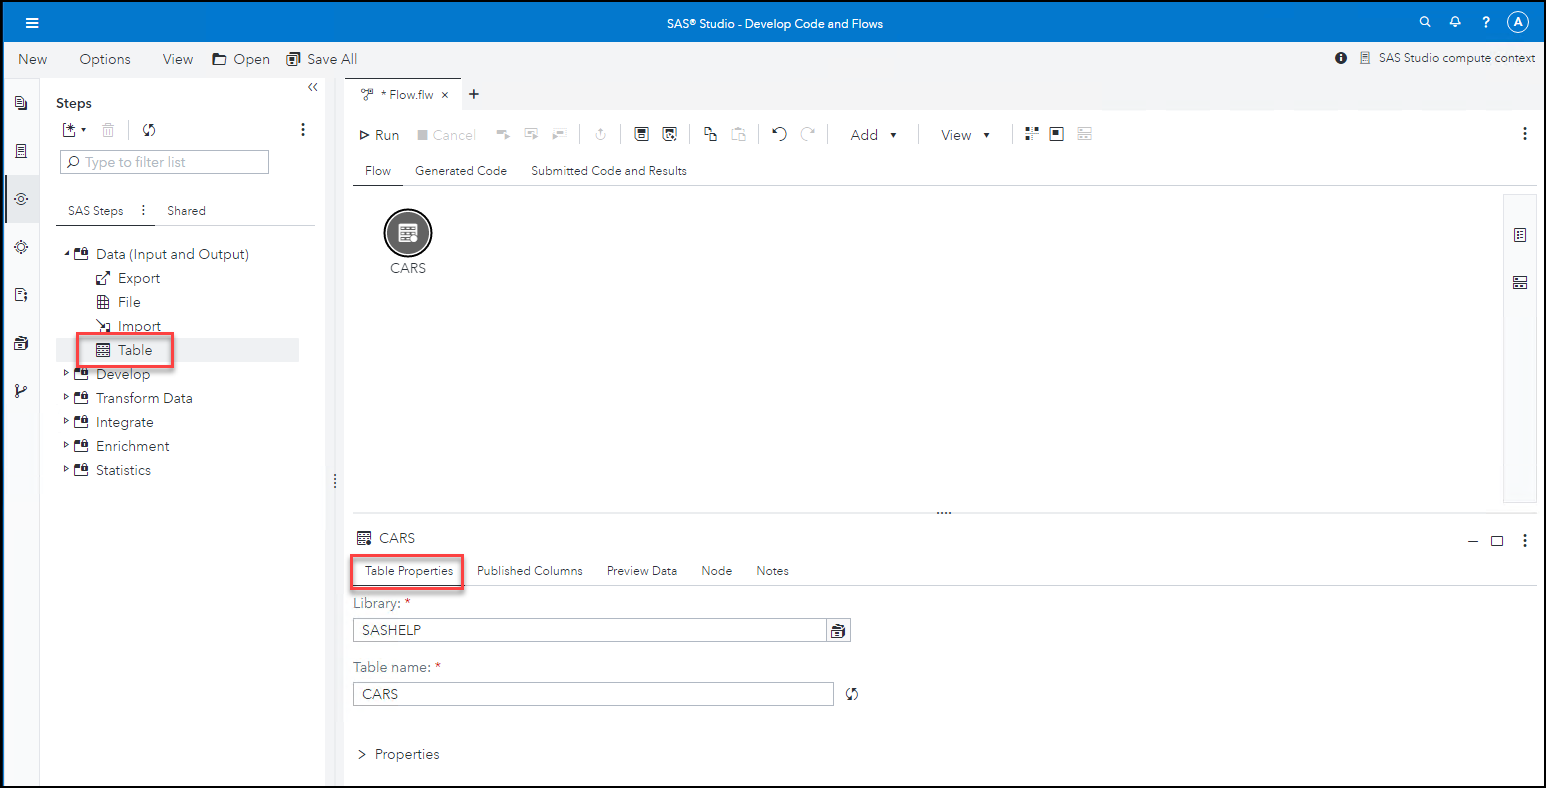 SAS® Studio - Develop Code and Flows
A
New Options View Open Save All
SAS Studio compute context
Steps
* Flow.flw
Type to filter list
Run Cancel Add View
Flow Generated Code Submitted Code and Results
SAS Steps Shared
Data (Input and Output)
Export
File
Import
Table
Develop
Transform Data
Integrate
Enrichment
Statistics
CARS
CARS
Table Properties Published Columns Preview Data Node Notes
Library: *
SASHELP
Table name: *
CARS
Properties